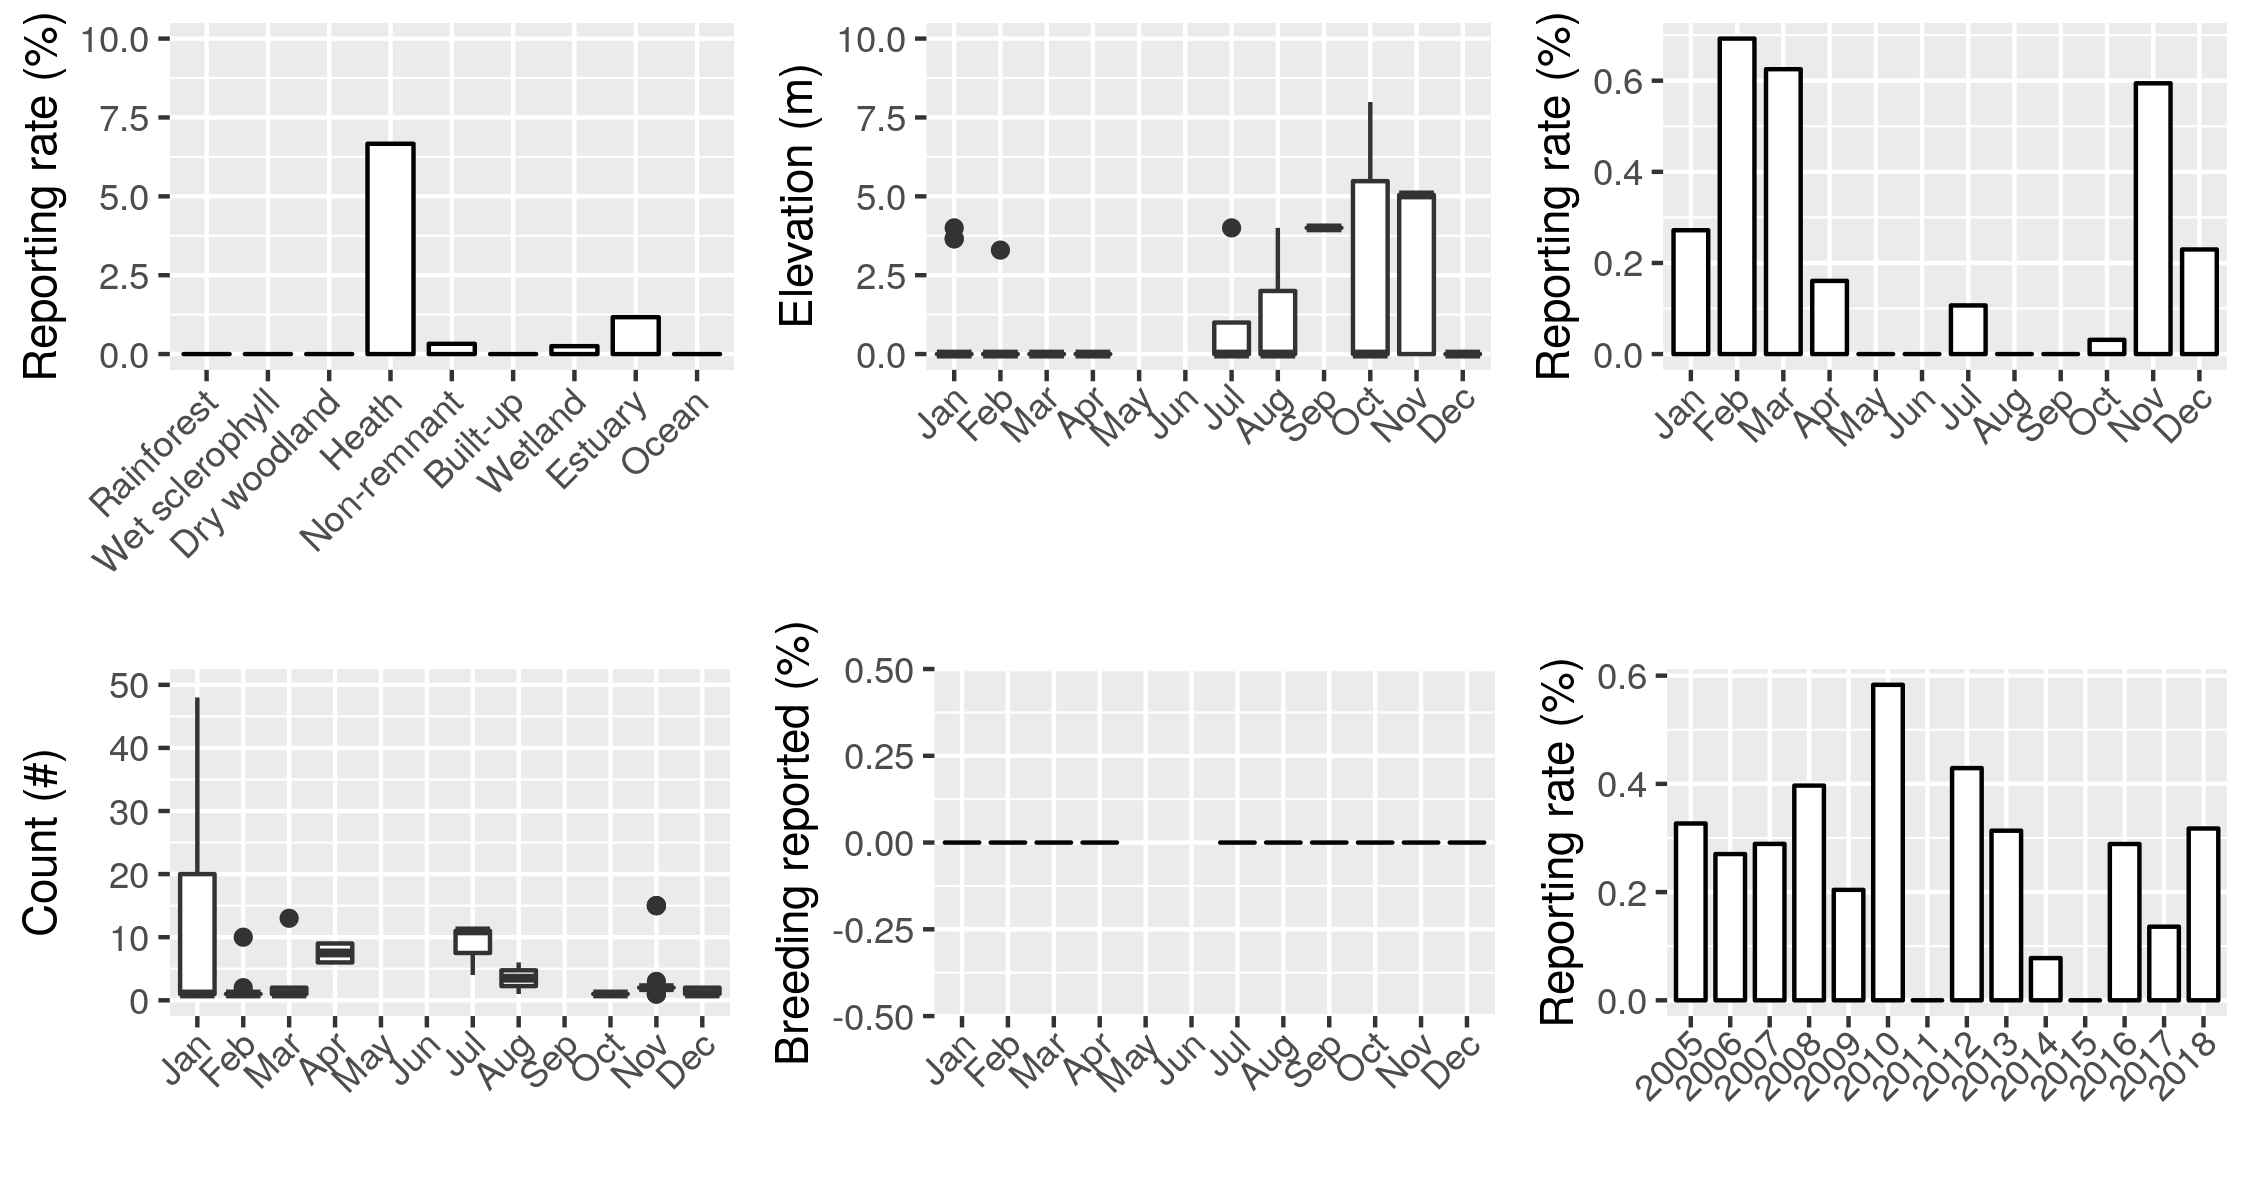 Reporting rate (%)
10.0
7.5
5.0
2.5
0.0
Rainforest
Wet sclerophyll
Dry woodland
Heath
Non-remnant
Built-up
Wetland
Estuary
Ocean
Elevation (m)
10.0
7.5
5.0
2.5
0.0
Jan
Feb
Mar
Apr
May
Jun
Jul
Aug
Sep
Oct
Nov
Dec
Reporting rate (%)
0.6
0.4
0.2
0.0
Jan
Feb
Mar
Apr
May
Jun
Jul
Aug
Sep
Oct
Nov
Dec
Count (#)
50
40
30
20
10
0
Jan
Feb
Mar
Apr
May
Jun
Jul
Aug
Sep
Oct
Nov
Dec
Breeding reported (%)
0.50
0.25
0.00
-0.25
-0.50
Jan
Feb
Mar
Apr
May
Jun
Jul
Aug
Sep
Oct
Nov
Dec
Reporting rate (%)
0.6
0.4
0.2
0.0
2005
2006
2007
2008
2009
2010
2011
2012
2013
2014
2015
2016
2017
2018